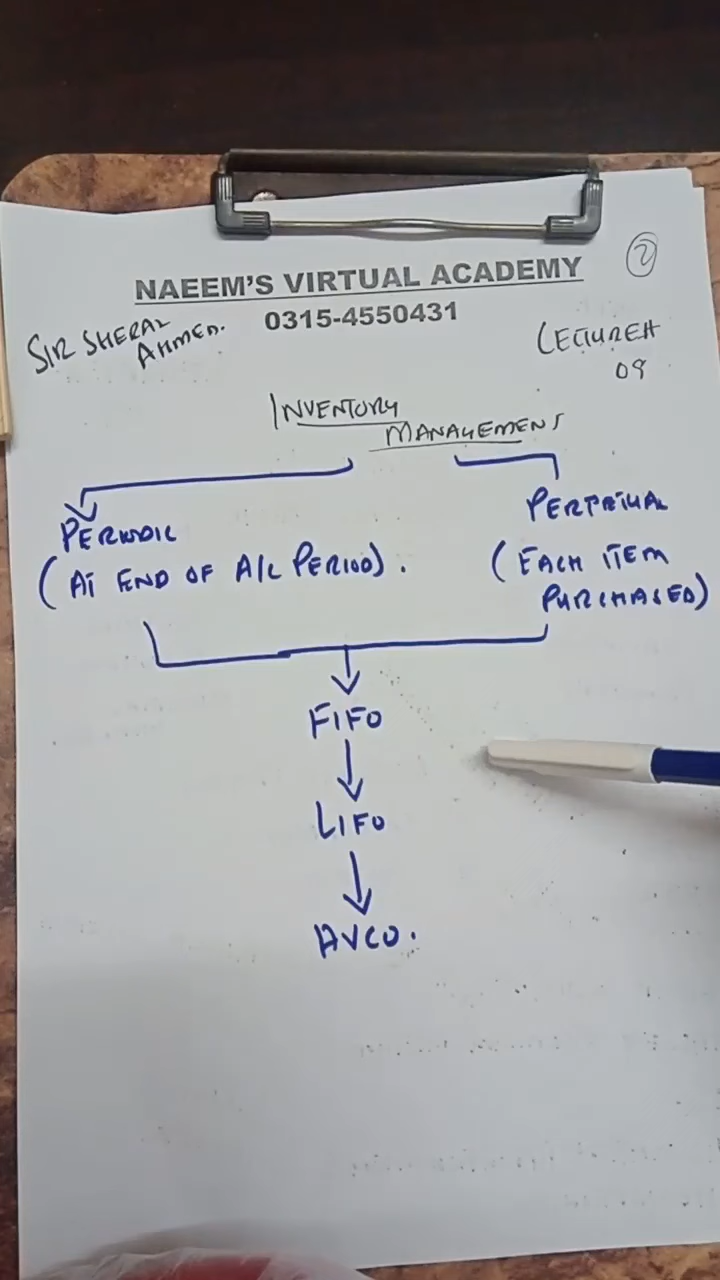 2
NAEEM'S VIRTUAL ACADEMY
0315-4550431
SIR SHERAL
AHMED.
LECTURE#
09
INVENTORY
MANAGEMENT
PERIODIC
(AT END OF A/C PERIOD).
PERPETUAL
(EACH ITEM
PURCHASED)
FIFO
LIFO
AVCO.